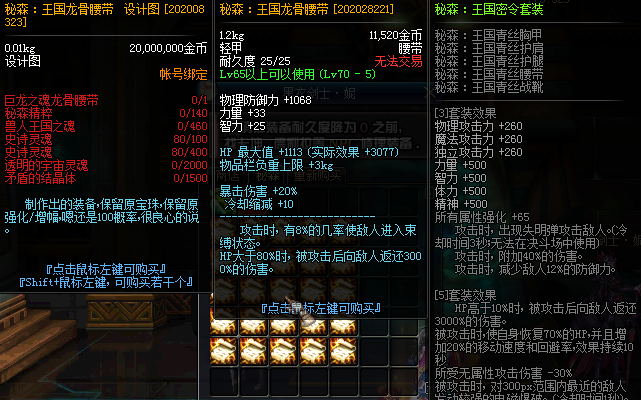 秘森：王国龙骨腰带  设计图 [20200
8323]
0.01kg
20,000,000金币
设计图
帐号绑定
巨龙之魂龙骨腰带
0/1
秘森精粹
0/140
兽人王国之魂
0/460
史诗灵魂
80/100
史诗灵魂
80/400
透明的宇宙灵魂
0/2000
矛盾的结晶体
0/1500
制作出的装备,保留原宝珠,保留原
强化/增幅,嗯还是100概率,很良心的说
。
『点击鼠标左键可购买』
『Shift+鼠标左键，可购买若干个』
秘森：王国龙骨腰带 [202028221]
1.2kg
11,520金币
轻甲
腰带
耐久度 25/25
无法交易
Lv65以上可以使用 (Lv70 - 5)
物理防御力 +1068
力量 +33
智力 +25
HP 最大值 +1113 (实际效果 +3077)
物品栏负重上限 +3kg
暴击伤害 +20%
冷却缩减 +10
--------------------------
攻击时，有8%的几率使敌人进入束
缚状态。
HP大于80%时，被攻击后向敌人返还300
0%的伤害。
『点击鼠标左键可购买』
秘森：王国密令套装
秘森：王国青丝胸甲
秘森：王国青丝护肩
秘森：王国青丝护腿
秘森：王国青丝腰带
秘森：王国青丝战靴
[3]套装效果
物理攻击力 +260
魔法攻击力 +260
独立攻击力 +260
力量 +500
智力 +500
体力 +500
精神 +500
所有属性强化 +65
攻击时，出现失明弹攻击敌人。(冷
却时间3秒;无法在决斗场中使用)
攻击时，附加40%的伤害。
攻击时，减少敌人12%的防御力。
[5]套装效果
HP高于10%时，被攻击后向敌人返还
3000%的伤害。
被攻击时，使自身恢复70%的HP,并且增
加20%的移动速度和回避率,效果持续10
秒
所受无属性攻击伤害 -30%
被攻击时，对300px范围内最近的敌人
发动较强的电磁爆破。(冷却时间1秒)